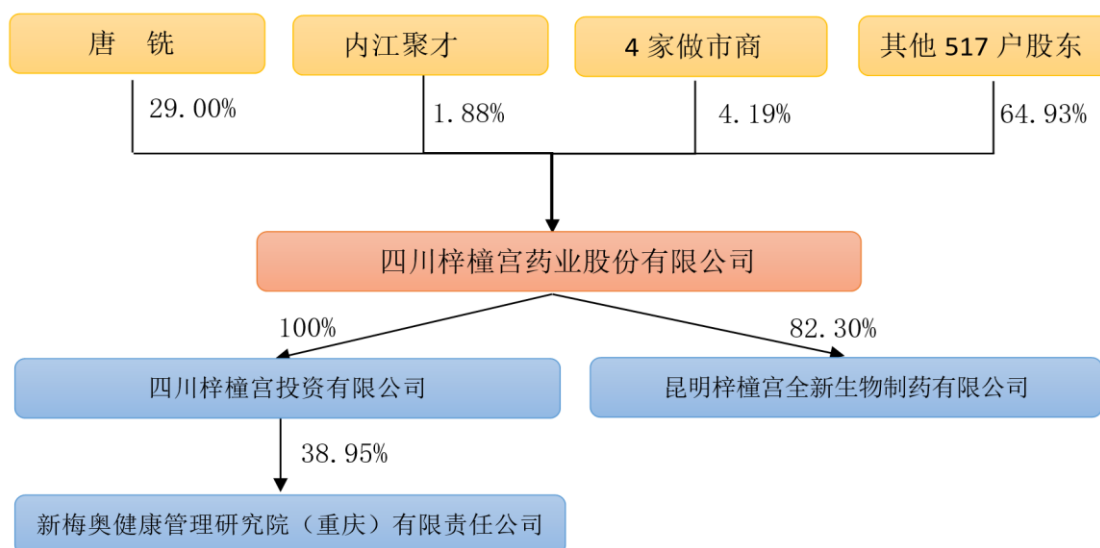 唐 铣
内江聚才
4 家做市商
其他 517 户股东
29.00%
1.88%
4.19%
64.93%
四川梓橦宫药业股份有限公司
100%
82.30%
四川梓橦宫投资有限公司
昆明梓橦宫全新生物制药有限公司
38.95%
新梅奥健康管理研究院（重庆）有限责任公司